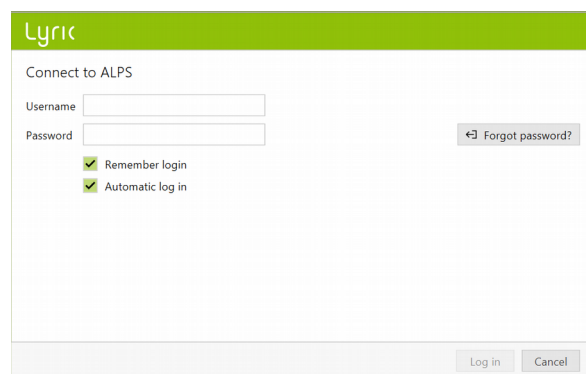 Lyric
Connect to ALPS
Username
Password
Forgot password?
Remember login
Automatic log in
Log in
Cancel